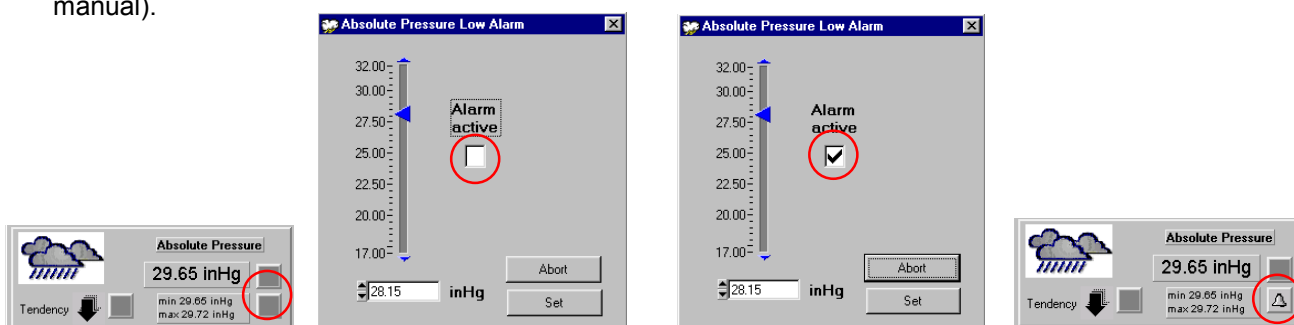 manual).
Absolute Pressure Low Alarm
32.00
30.00
27.50
25.00
22.50
20.00
17.00
Alarm
active
28.15
inHg
Abort
Set
Absolute Pressure Low Alarm
32.00
30.00
27.50
25.00
22.50
20.00
17.00
Alarm
active
28.15
inHg
Abort
Set
Absolute Pressure
29.65 inHg
Tendency
min 29.65 inHg
max 29.72 inHg
Absolute Pressure
29.65 inHg
Tendency
min 29.65 inHg
max 29.72 inHg